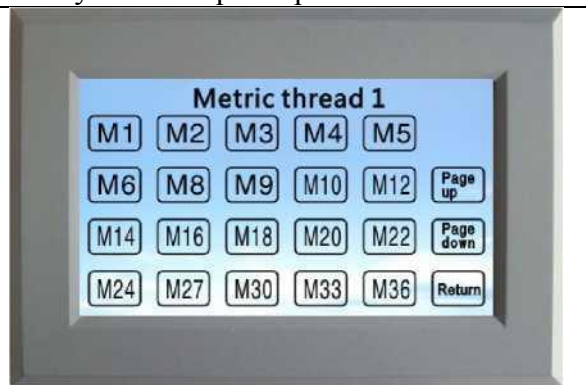 Metric thread 1
M1 M2 M3 M4 M5
M6 M8 M9 M10 M12 Page up
M14 M16 M18 M20 M22 Page down
M24 M27 M30 M33 M36 Return